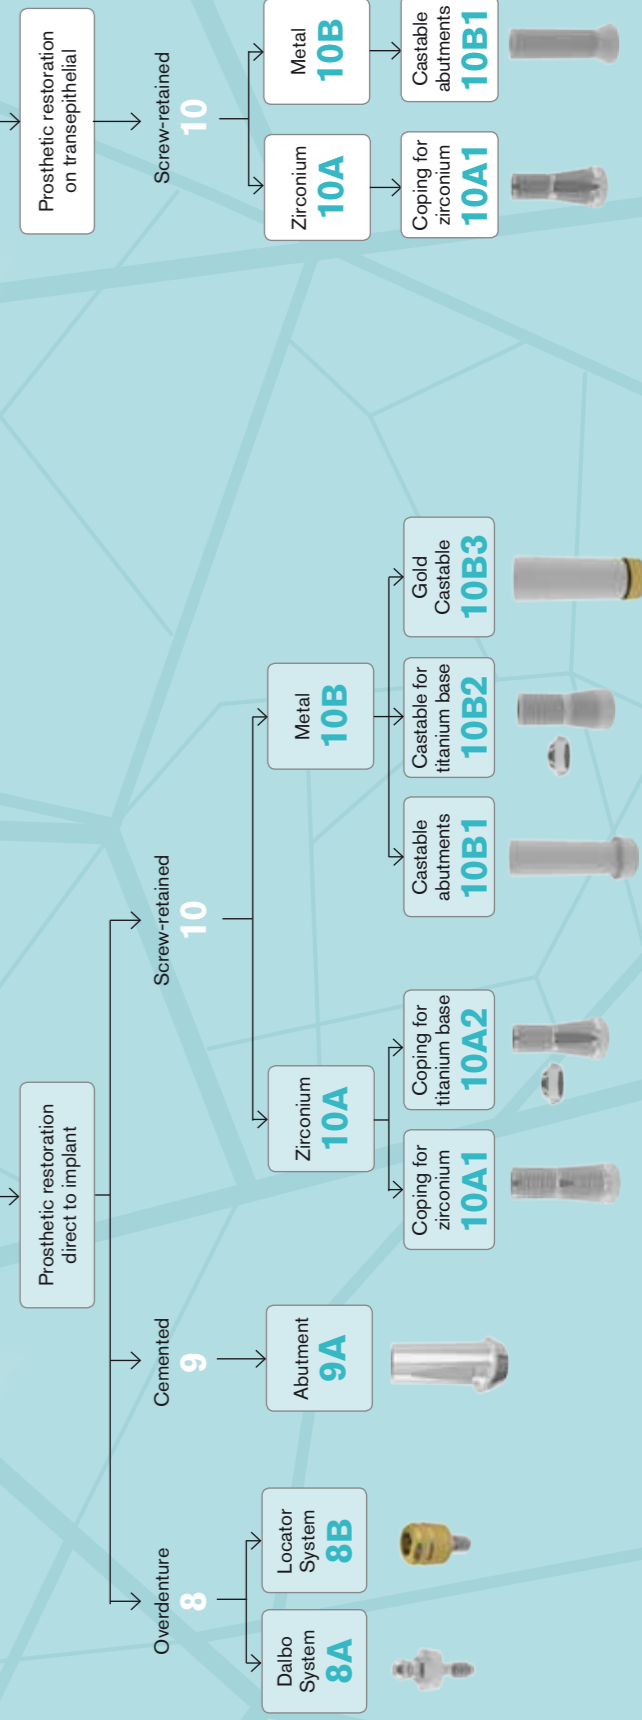 Prosthetic restoration
direct to implant
Overdenture
8
Dalbo
System
8A
Locator
System
8B
Cemented
9
Abutment
9A
Screw-retained
10
Zirconium
10A
Coping for
zirconium
10A1
Coping for
titanium base
10A2
Metal
10B
Castable
abutments
10B1
Castable for
titanium base
10B2
Gold
Castable
10B3
Prosthetic restoration
on transepithelial
Screw-retained
10
Zirconium
10A
Coping for
zirconium
10A1
Metal
10B
Castable
abutments
10B1